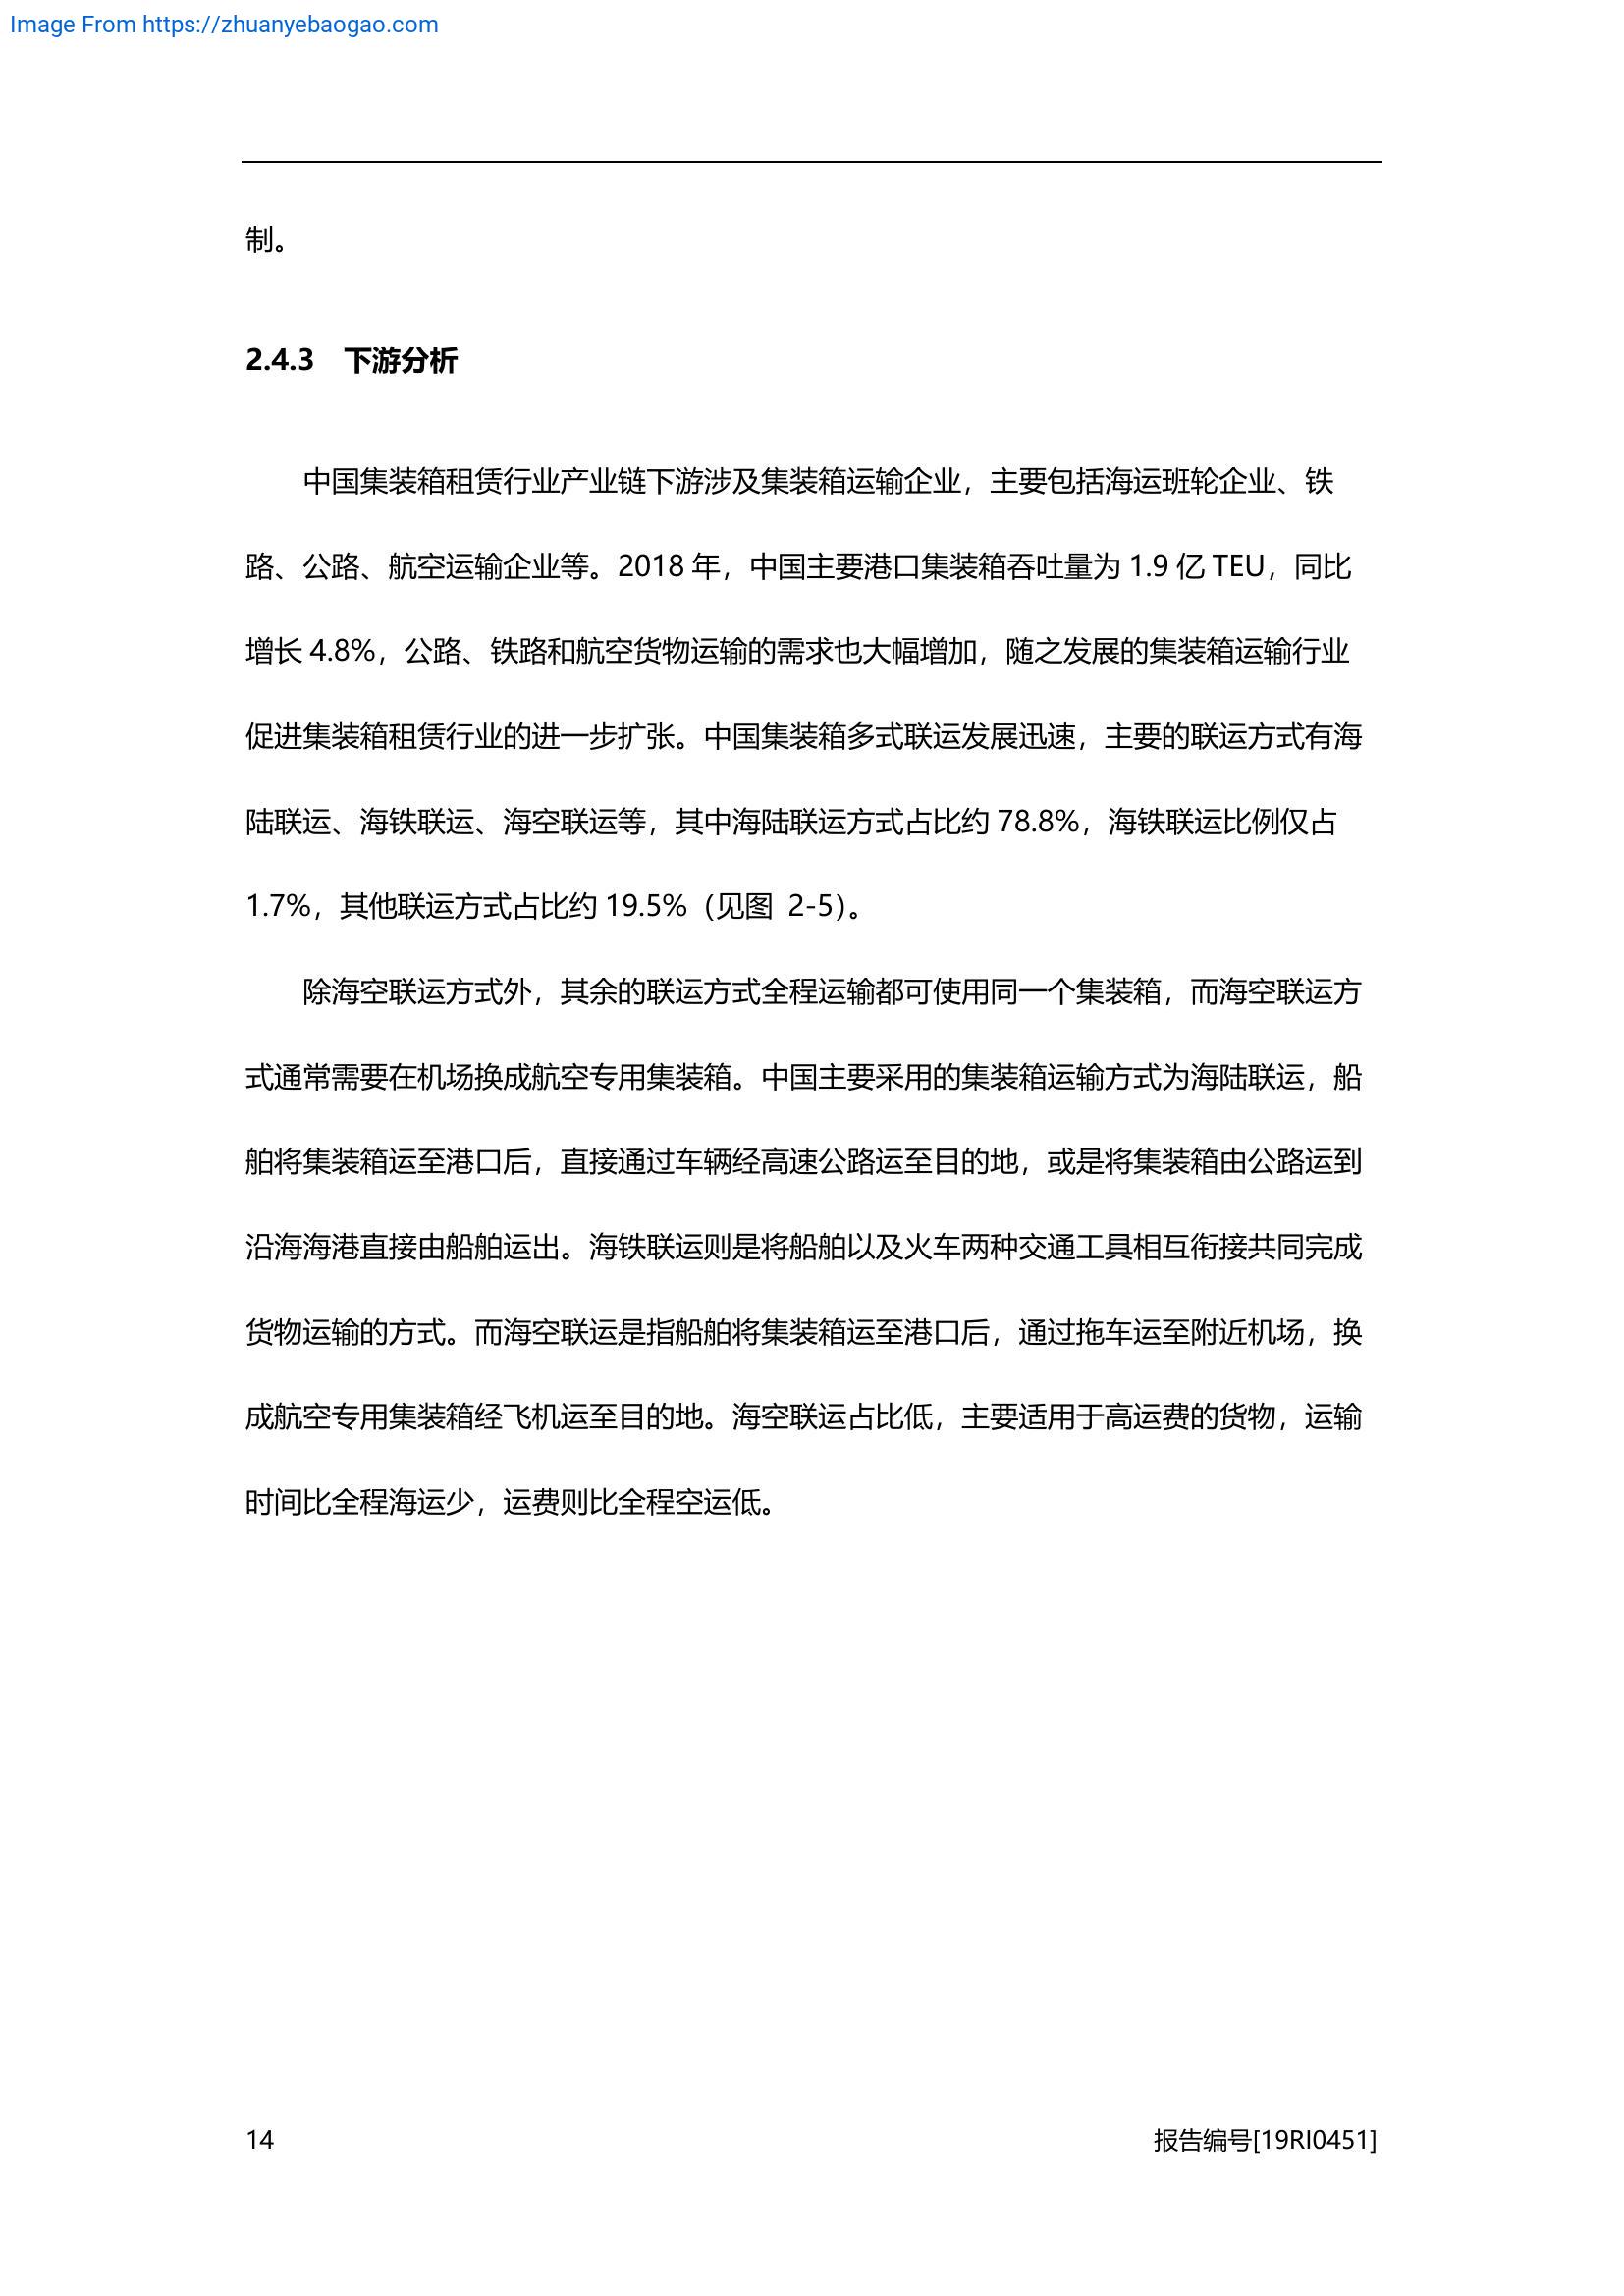 Image From https://zhuanyebaogao.com
制。
2.4.3 下游分析
中国集装箱租赁行业产业链下游涉及集装箱运输企业，主要包括海运班轮企业、铁
路、公路、航空运输企业等。2018 年，中国主要港口集装箱吞吐量为 1.9 亿 TEU，同比
增长 4.8%，公路、铁路和航空货物运输的需求也大幅增加，随之发展的集装箱运输行业
促进集装箱租赁行业的进一步扩张。中国集装箱多式联运发展迅速，主要的联运方式有海
陆联运、海铁联运、海空联运等，其中海陆联运方式占比约 78.8%，海铁联运比例仅占
1.7%，其他联运方式占比约 19.5%（见图 2-5）。
除海空联运方式外，其余的联运方式全程运输都可使用同一个集装箱，而海空联运方
式通常需要在机场换成航空专用集装箱。中国主要采用的集装箱运输方式为海陆联运，船
舶将集装箱运至港口后，直接通过车辆经高速公路运至目的地，或是将集装箱由公路运到
沿海海港直接由船舶运出。海铁联运则是将船舶以及火车两种交通工具相互衔接共同完成
货物运输的方式。而海空联运是指船舶将集装箱运至港口后，通过拖车运至附近机场，换
成航空专用集装箱经飞机运至目的地。海空联运占比低，主要适用于高运费的货物，运输
时间比全程海运少，运费则比全程空运低。
14 报告编号[19RI0451]